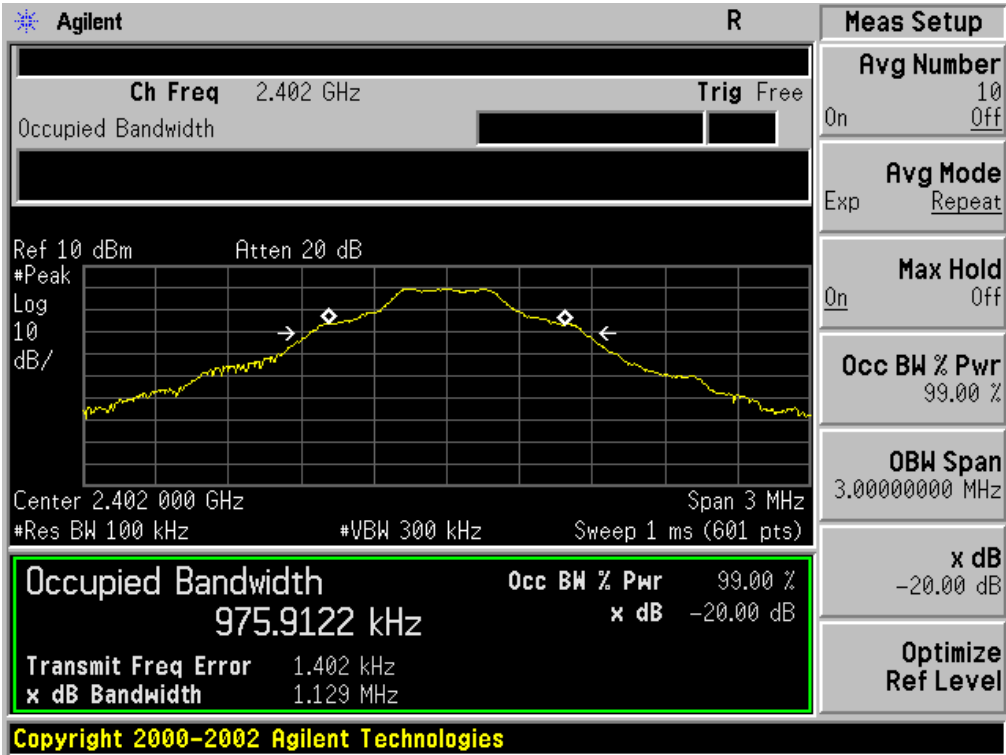 Agilent R
Ch Freq 2.402 GHz Trig Free
Occupied Bandwidth
Ref 10 dBm Atten 20 dB
#Peak
Log
10
dB/
Center 2.402 000 GHz Span 3 MHz
#Res BW 100 kHz #VBW 300 kHz Sweep 1 ms (601 pts)
Occupied Bandwidth
975.9122 kHz
Occ BW % Pwr 99.00 %
x dB -20.00 dB
Transmit Freq Error 1.402 kHz
x dB Bandwidth 1.129 MHz
Copyright 2000-2002 Agilent Technologies
Meas Setup
Avg Number
10
On Off
Avg Mode
Exp Repeat
Max Hold
On Off
Occ BW % Pwr
99.00 %
OBW Span
3.00000000 MHz
x dB
-20.00 dB
Optimize
Ref Level